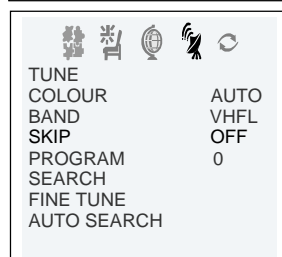 TUNE
COLOUR AUTO
BAND VHFL
SKIP OFF
PROGRAM 0
SEARCH
FINE TUNE
AUTO SEARCH